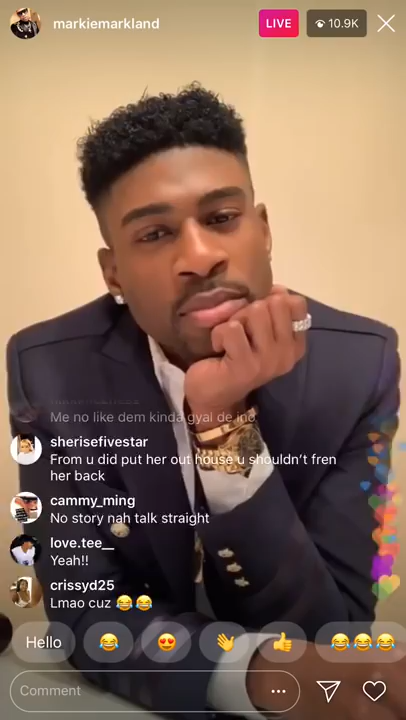 markiemarkland
LIVE
10.9K
Me no like dem kinda gyal de ino
sherisefivestar
From u did put her out house u shouldn't fren
her back
cammy_ming
No story nah talk straight
love.tee__
Yeah!!
crissyd25
Lmao cuz 😂😂
Hello 😂 😍 👋 👍 😂😂😂
Comment